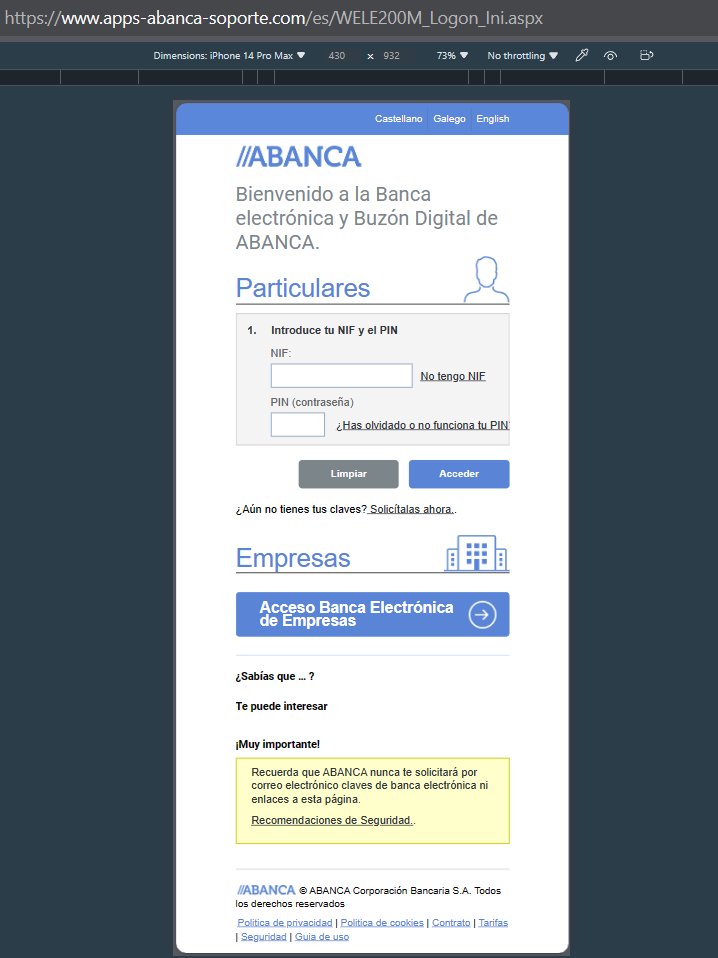 https://www.apps-abanca-soporte.com/es/WELE200M_Logon_Ini.aspx
Dimensions: iPhone 14 Pro Max 430 x 932 73% No throttling
Castellano Galego English
//ABANCA
Bienvenido a la Banca
electrónica y Buzón Digital de
ABANCA.
Particulares
1. Introduce tu NIF y el PIN
NIF:
No tengo NIF
PIN (contraseña)
¿Has olvidado o no funciona tu PIN?
Limpiar Acceder
¿Aún no tienes tus claves? Solicítalas ahora..
Empresas
Acceso Banca Electrónica
de Empresas
¿Sabías que ... ?
Te puede interesar
¡Muy importante!
Recuerda que ABANCA nunca te solicitará por
correo electrónico claves de banca electrónica ni
enlaces a esta página.
Recomendaciones de Seguridad..
//ABANCA © ABANCA Corporación Bancaria S.A. Todos
los derechos reservados
Política de privacidad | Política de cookies | Contrato | Tarifas
| Seguridad | Guia de uso